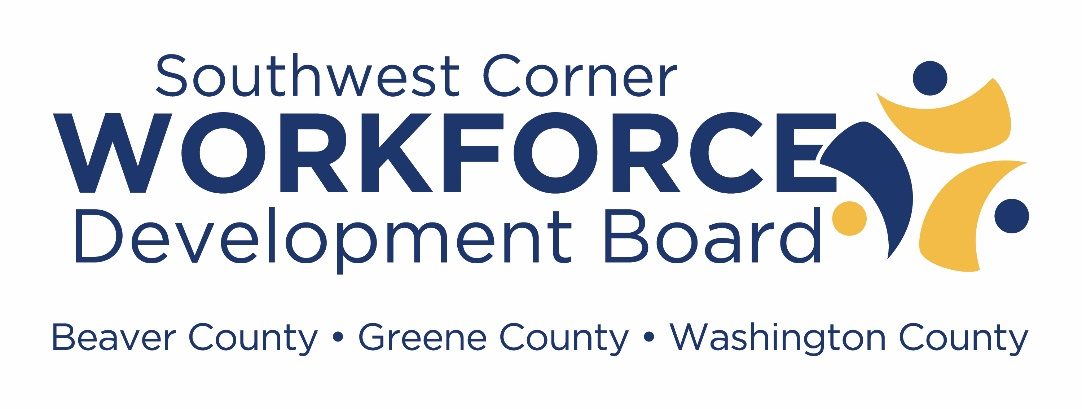 Southwest Corner
WORKFORCE
Development Board
Beaver County • Greene County • Washington County